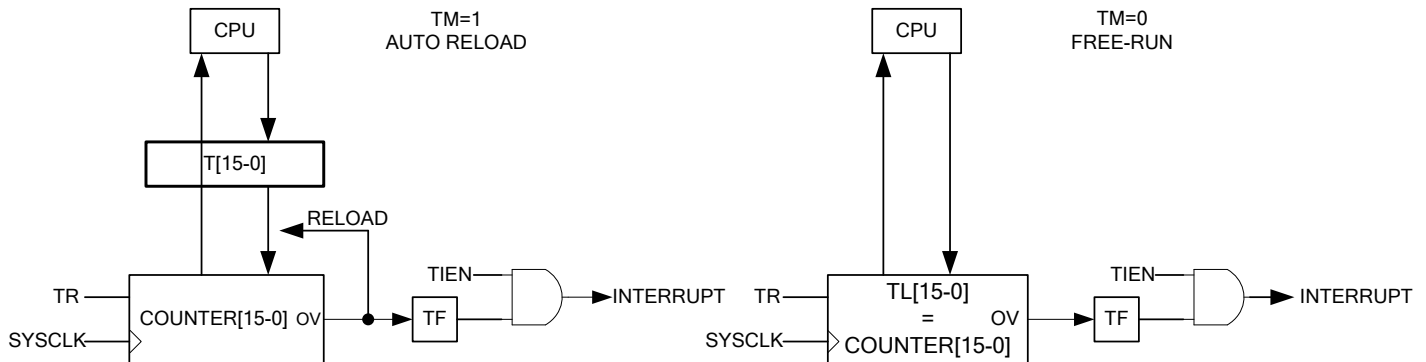 CPU
TM=1
AUTO RELOAD
T[15-0]
RELOAD
TIEN
INTERRUPT
TR
COUNTER[15-0]
OV
TF
SYSCLK
CPU
TM=0
FREE-RUN
TIEN
INTERRUPT
TR
TL[15-0]
=
COUNTER[15-0]
OV
TF
SYSCLK